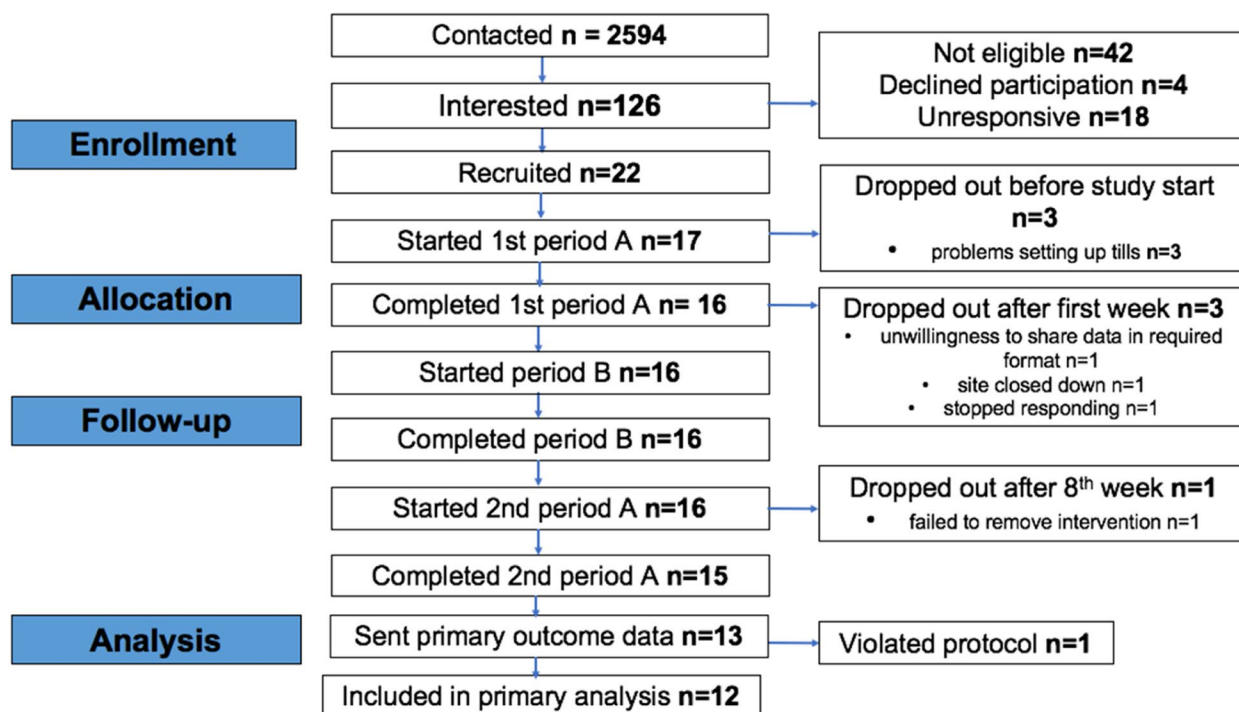 Contacted n = 2594
Interested n=126
Not eligible n=42
Declined participation n=4
Unresponsive n=18
Enrollment
Recruited n=22
Started 1st period A n=17
Dropped out before study start
n=3
• problems setting up tills n=3
Allocation
Completed 1st period A n= 16
Dropped out after first week n=3
• unwillingness to share data in required
format n=1
• site closed down n=1
• stopped responding n=1
Started period B n=16
Follow-up
Completed period B n=16
Started 2nd period A n=16
Dropped out after 8th week n=1
• failed to remove intervention n=1
Completed 2nd period A n=15
Analysis
Sent primary outcome data n=13
Violated protocol n=1
Included in primary analysis n=12